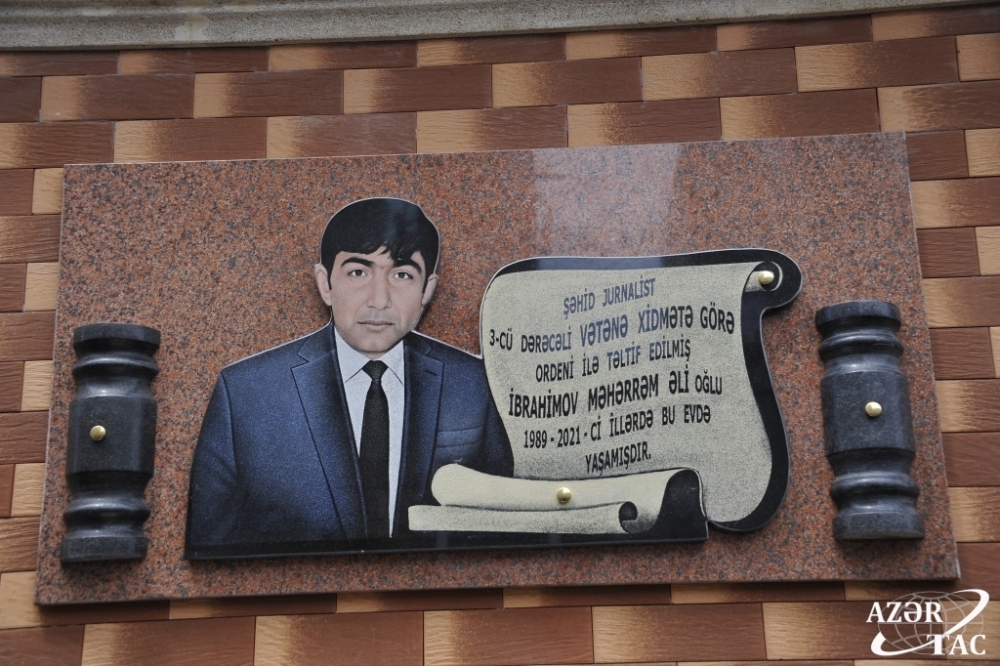 ŞƏHİD JURNALİST
3-CÜ DƏRƏCƏLİ VƏTƏNƏ XİDMƏTƏ GÖRƏ
ORDENİ İLƏ TƏLTİF EDİLMİŞ
İBRAHİMOV MƏHƏRRƏM ƏLİ OĞLU
1989-2021-Cİ İLLƏRDƏ BU EVDƏ
YAŞAMIŞDIR.
AZƏR
TAC